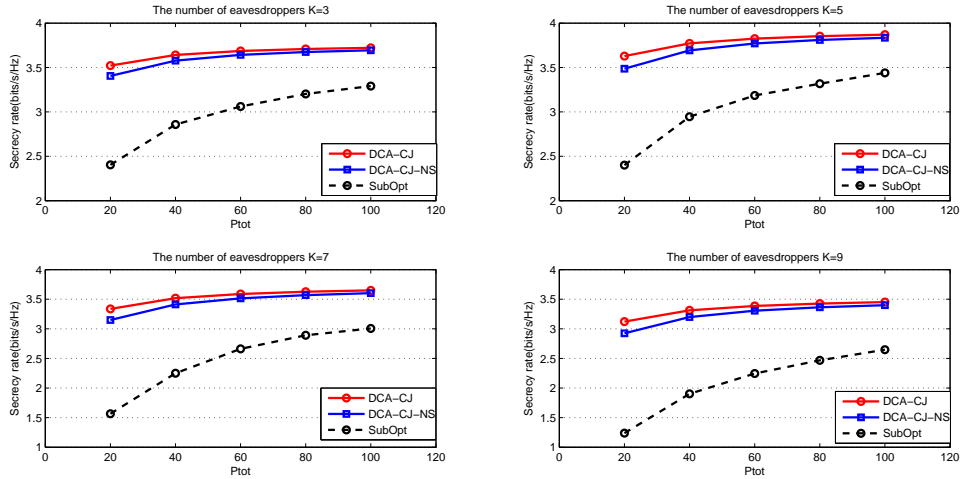 The number of eavesdroppers K=3
4
3.5
3
2.5
2
Secrecy rate(bits/s/Hz)
0 20 40 60 80 100 120
Ptot
DCA−CJ
DCA−CJ−NS
SubOpt
The number of eavesdroppers K=5
4
3.5
3
2.5
2
Secrecy rate(bits/s/Hz)
0 20 40 60 80 100 120
Ptot
DCA−CJ
DCA−CJ−NS
SubOpt
The number of eavesdroppers K=7
4
3.5
3
2.5
2
1.5
1
Secrecy rate(bits/s/Hz)
0 20 40 60 80 100 120
Ptot
DCA−CJ
DCA−CJ−NS
SubOpt
The number of eavesdroppers K=9
4
3.5
3
2.5
2
1.5
1
Secrecy rate(bits/s/Hz)
0 20 40 60 80 100 120
Ptot
DCA−CJ
DCA−CJ−NS
SubOpt